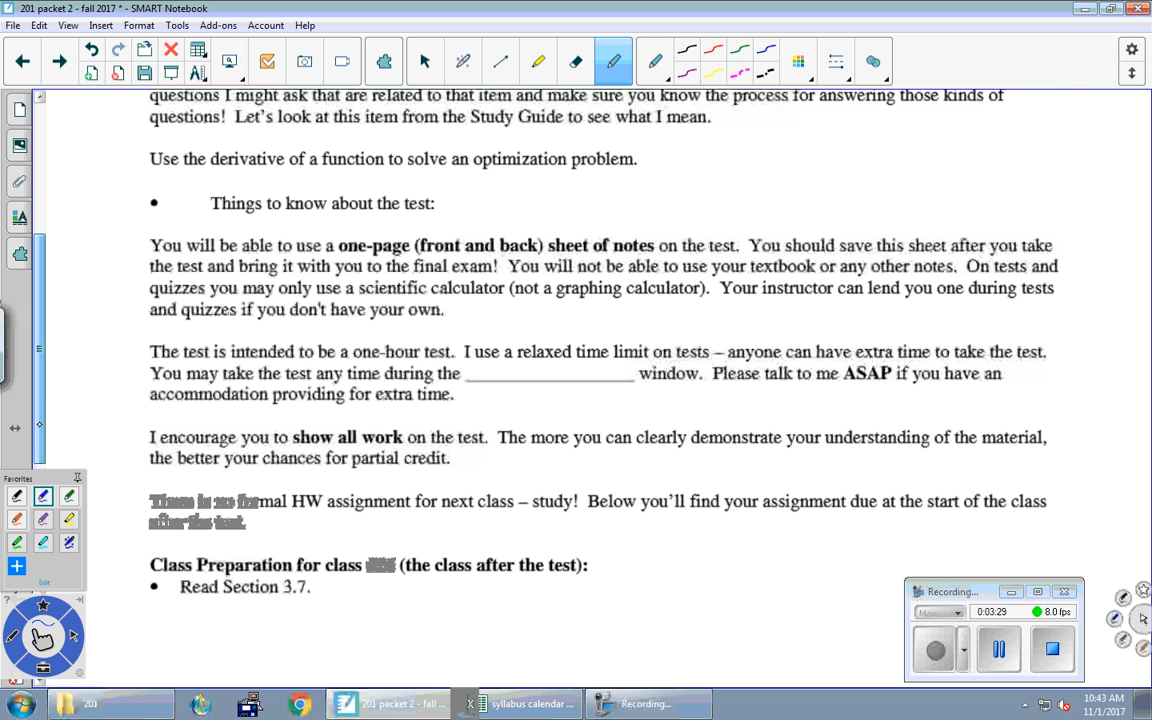 201 packet 2 - fall 2017 * - SMART Notebook
File Edit View Insert Format Tools Add-ons Account Help
questions I might ask that are related to that item and make sure you know the process for answering those kinds of
questions! Let's look at this item from the Study Guide to see what I mean.
Use the derivative of a function to solve an optimization problem.
• Things to know about the test:
You will be able to use a one-page (front and back) sheet of notes on the test. You should save this sheet after you take
the test and bring it with you to the final exam! You will not be able to use your textbook or any other notes. On tests and
quizzes you may only use a scientific calculator (not a graphing calculator). Your instructor can lend you one during tests
and quizzes if you don't have your own.
The test is intended to be a one-hour test. I use a relaxed time limit on tests – anyone can have extra time to take the test.
You may take the test any time during the __________________ window. Please talk to me ASAP if you have an
accommodation providing for extra time.
I encourage you to show all work on the test. The more you can clearly demonstrate your understanding of the material,
the better your chances for partial credit.
Favorites
There is no formal HW assignment for next class – study! Below you'll find your assignment due at the start of the class
after the test.
Class Preparation for class (the class after the test):
• Read Section 3.7.
Edit
Recording...
0:03:29 8.0 fps
201
201 packet 2 - fall ...
syllabus calendar ...
Recording...
10:43 AM
11/1/2017